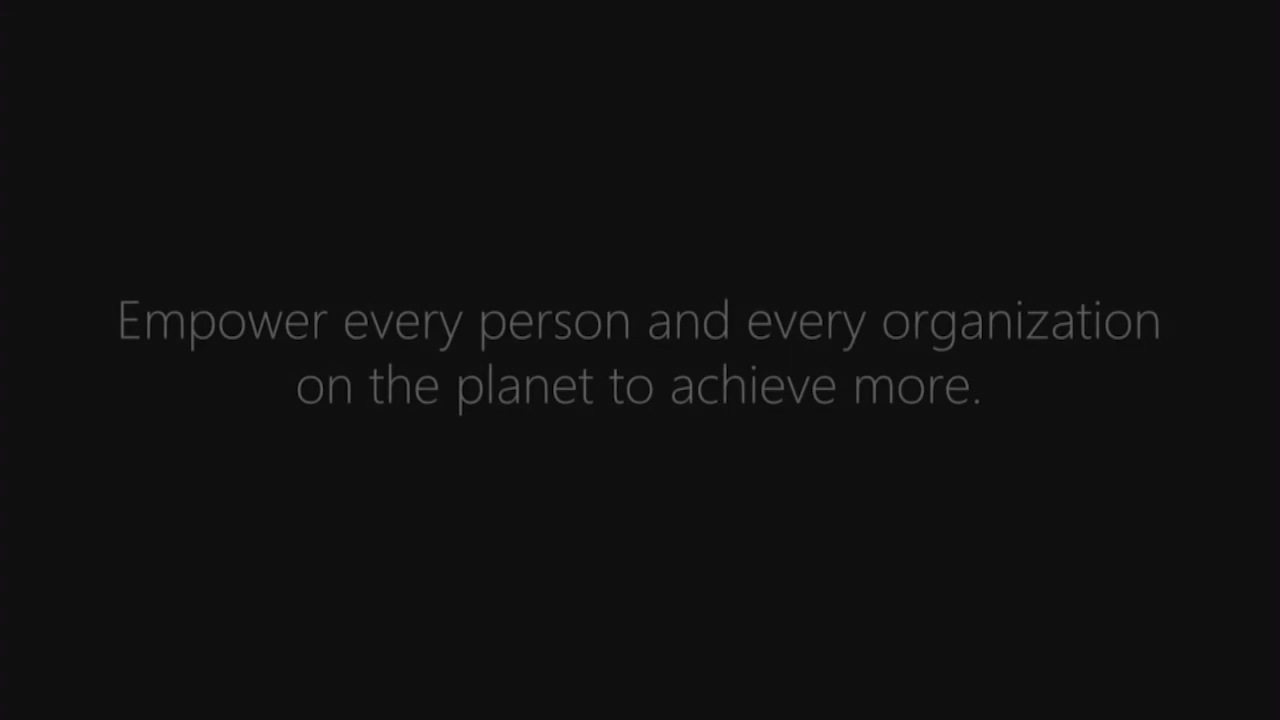 Empower every person and every organization
on the planet to achieve more.